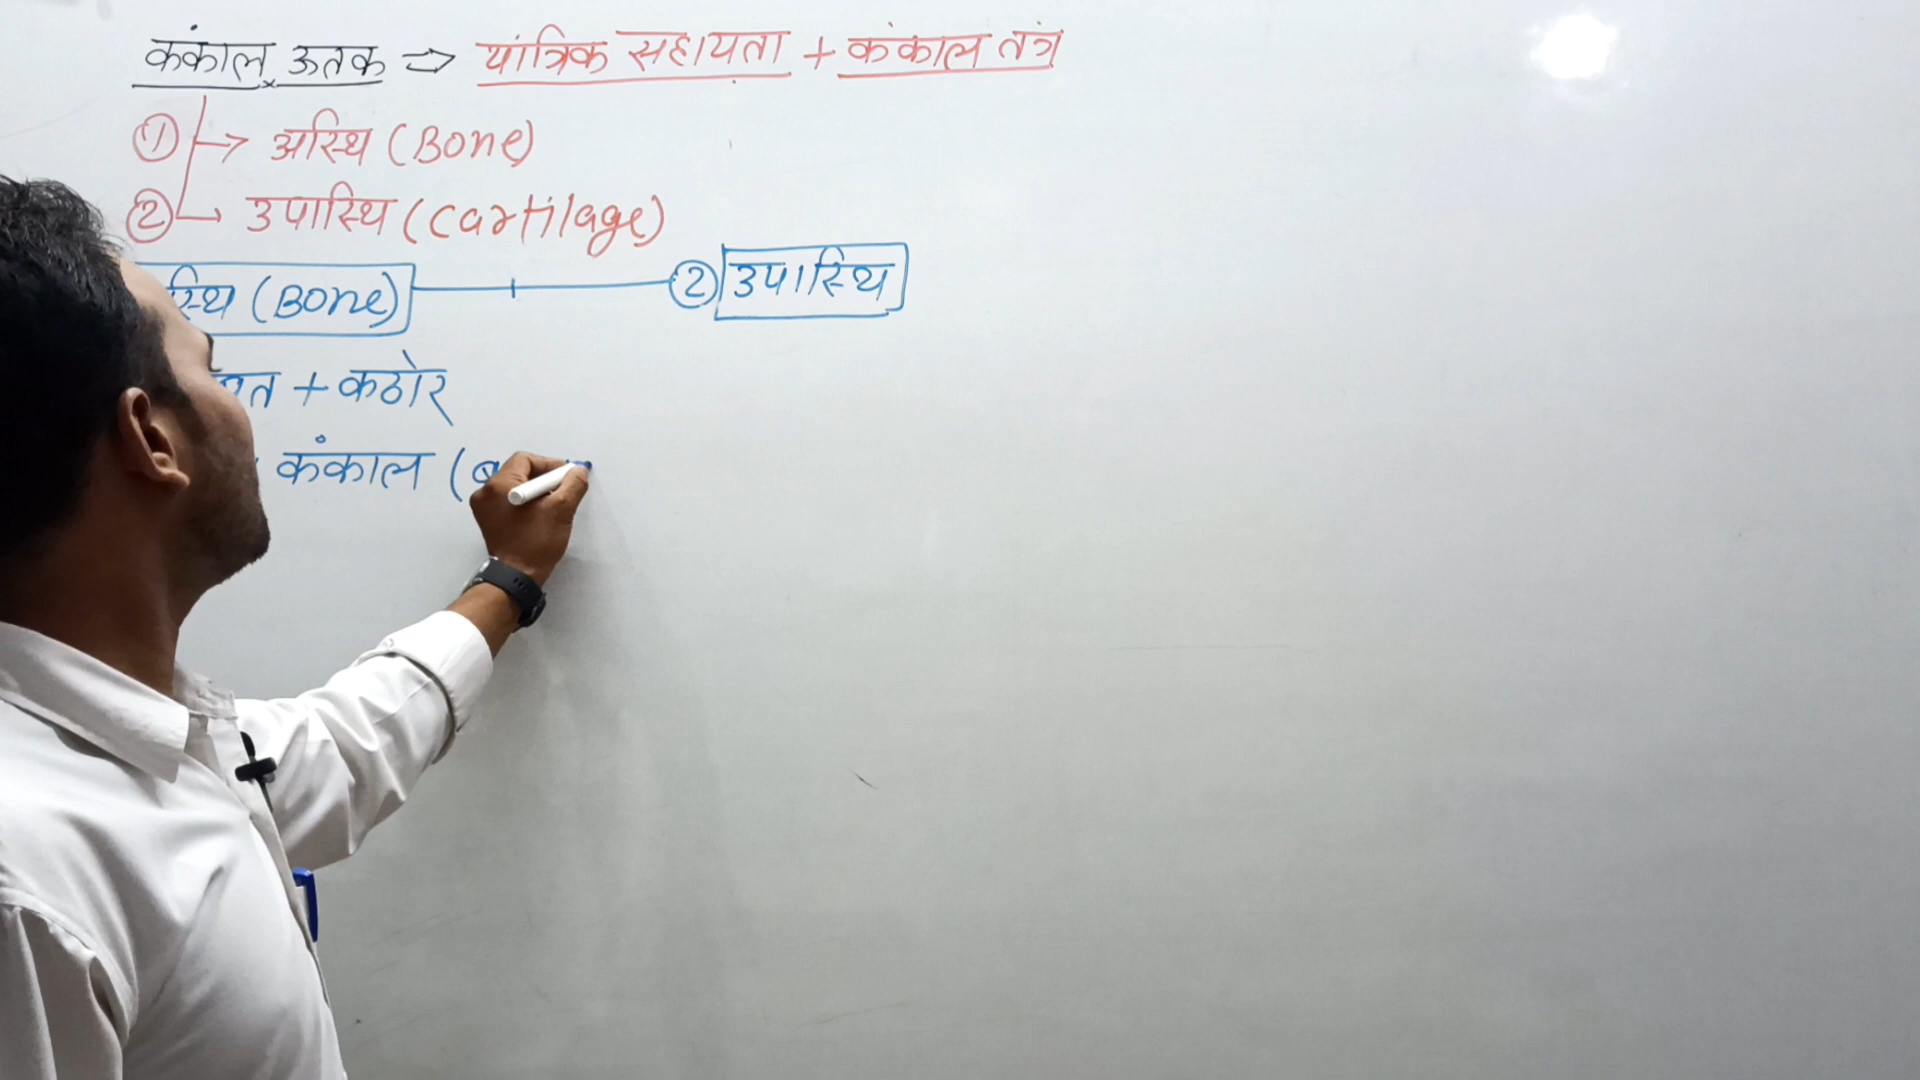 कंकाल ऊतक ⇒ यांत्रिक सहायता + कंकाल तंत्र
① → अस्थि (Bone)
② → उपास्थि (Cartilage)
स्थि (Bone) ② उपास्थि
+ कठोर
कंकाल (